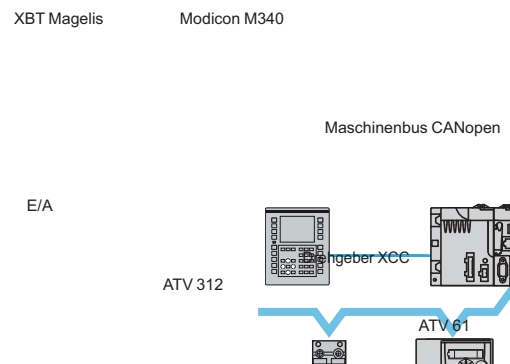 XBT Magelis Modicon M340
Maschinenbus CANopen
E/A
Drehgeber XCC
ATV 312
ATV 61